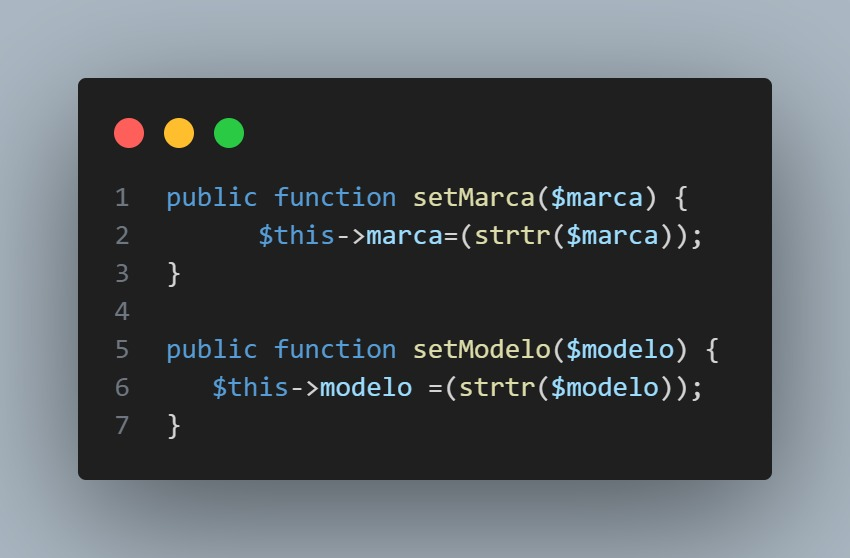 1 public function setMarca($marca) {
2       $this->marca=(strtr($marca));
3 }
4
5 public function setModelo($modelo) {
6    $this->modelo =(strtr($modelo));
7 }